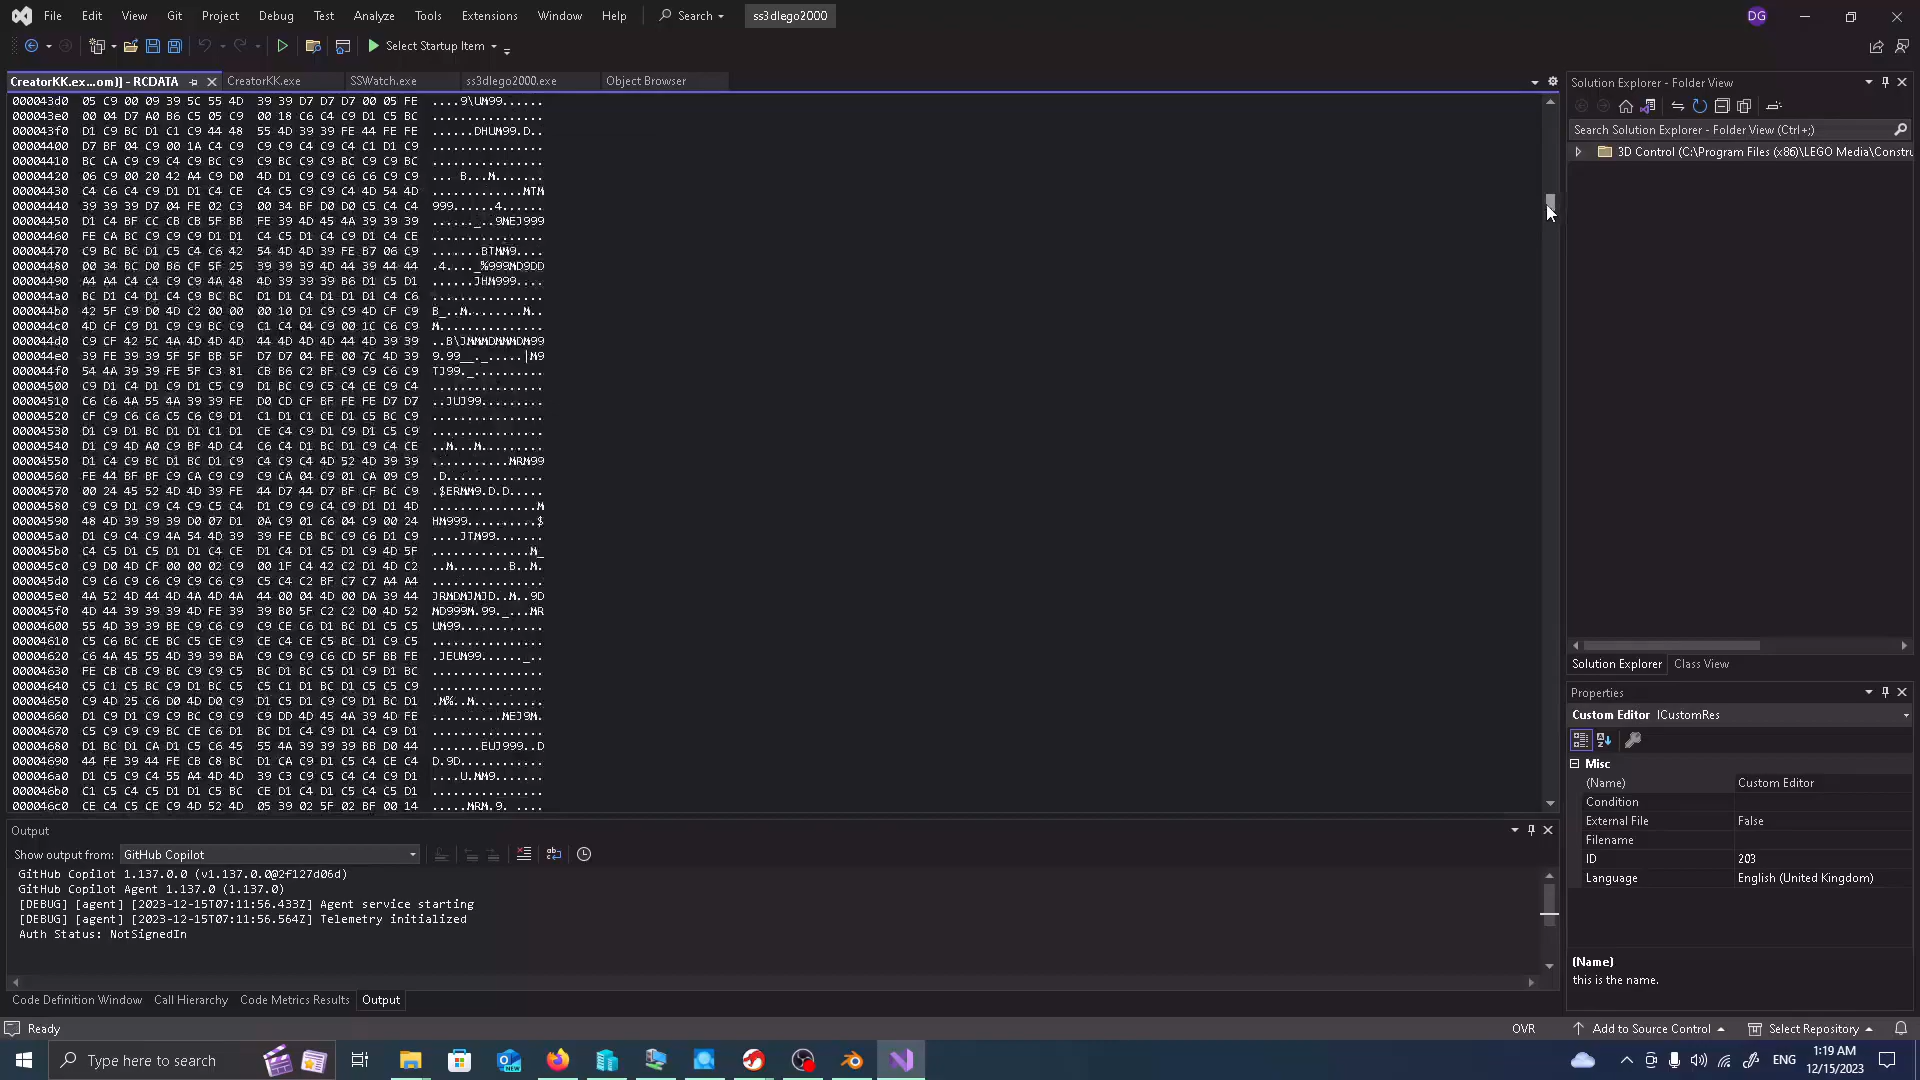 File Edit View Git Project Debug Test Analyze Tools Extensions Window Help Search ss3dlego2000 DG
Select Startup Item
CreatorKK.ex...om)] - RCDATA CreatorKK.exe SSWatch.exe ss3dlego2000.exe Object Browser
000043d0 05 C9 00 09 39 5C 55 4D 39 39 D7 D7 D7 00 05 FE ....9\UM99......
000043e0 00 04 D7 A0 B6 C5 05 C9 00 18 C6 C4 C9 D1 C5 BC ................
000043f0 D1 C9 BC D1 C1 C9 44 48 55 4D 39 39 FE 44 FE FE ......DHUM99.D..
00004400 D7 BF 04 C9 00 1A C4 C9 C9 C9 C4 C9 C4 C1 D1 C9 ................
00004410 BC CA C9 C9 C4 C9 C9 BC C9 BC C9 BC C9 C9 C9 BC ................
00004420 06 C9 00 20 42 A4 C9 D0 4D D1 C9 C9 C6 C6 C9 C9 ... B...M.......
00004430 C4 C6 C4 C9 D1 D1 C4 CE C4 C5 C9 C9 C4 4D 54 4D .............MTM
00004440 39 39 39 D7 04 FE 02 C3 00 34 BF D0 D0 C5 C4 C4 999......4......
00004450 D1 C4 BF CC CB CB 5F BB FE 39 4D 45 4A 39 39 39 ......_..9MEJ999
00004460 FE CA BC C9 C9 C9 D1 D1 C4 C5 D1 C4 C9 D1 C4 CE ................
00004470 C9 BC BC D1 C5 C4 C6 42 54 4D 4D 39 FE B7 06 C9 .......BTMM9....
00004480 00 34 BC D0 B6 CF 5F 25 39 39 39 4D 44 39 44 44 .4...._%999MD9DD
00004490 A4 A4 C4 C4 C9 C9 4A 48 4D 39 39 39 B6 D1 C5 D1 ......JHM999....
000044a0 BC D1 C4 D1 C4 C9 BC BC D1 D1 C4 D1 D1 D1 C4 C6 ................
000044b0 42 5F C9 D0 4D C2 00 00 00 10 D1 C9 C9 4D CF C9 B_..M........M..
000044c0 4D CF C9 D1 C9 C9 BC C9 C1 C4 04 C9 00 1C C6 C9 M...............
000044d0 C9 CF 42 5C 4A 4D 4D 4D 44 4D 4D 4D 44 4D 39 39 ..B\JMMMDMMMDM99
000044e0 39 FE 39 39 5F 5F BB 5F D7 D7 04 FE 00 7C 4D 39 9.99__._.....|M9
000044f0 54 4A 39 39 FE 5F C3 81 CB B6 C2 BF C9 C9 C6 C9 TJ99._..........
00004500 C9 D1 C4 D1 C9 D1 C5 C9 D1 BC C9 C5 C4 CE C9 C4 ................
00004510 C6 C6 4A 55 4A 39 39 FE D0 CD CF BF FE FE D7 D7 ..JUJ99.........
00004520 CF C9 C6 C6 C5 C6 C9 D1 C1 D1 C1 CE D1 C5 BC C9 ................
00004530 D1 C9 D1 BC D1 C1 D1 C1 CE C4 C9 D1 C9 D1 C5 C9 ................
00004540 D1 C9 4D A0 C9 BF 4D C4 C6 C4 D1 BC D1 C9 C4 CE ..M...M.........
00004550 D1 C4 C9 BC D1 BC D1 C9 C4 C9 C4 4D 52 4D 39 39 ...........MRM99
00004560 FE 44 BF BF C9 CA C9 C9 C9 CA 04 C9 01 CA 09 C9 .D..............
00004570 00 24 45 52 4D 4D 39 FE 44 D7 44 D7 BF CF BC C9 .$ERMM9.D.D.....
00004580 C9 C9 D1 C9 C4 C9 C5 C4 D1 C9 C9 C4 C9 D1 D1 4D ...............M
00004590 48 4D 39 39 39 D0 07 D1 0A C9 01 C6 04 C9 00 24 HM999..........$
000045a0 D1 C9 C4 C9 4A 54 4D 39 39 FE CB BC C9 C6 D1 C9 ....JTM99.......
000045b0 C4 C5 D1 C5 D1 D1 C4 CE D1 C4 D1 C5 D1 C9 4D 5F ..............M_
000045c0 C9 D0 4D CF 00 00 02 C9 00 1F C4 42 C2 D1 4D C2 ..M........B..M.
000045d0 C9 C6 C9 C6 C9 C9 C6 C9 C5 C4 C2 BF C7 C7 A4 A4 ................
000045e0 4A 52 4D 44 4D 4A 4D 4A 44 00 04 4D 00 DA 39 44 JRMDMJMJD..M..9D
000045f0 4D 44 39 39 39 4D FE 39 39 B0 5F C2 C2 D0 4D 52 MD999M.99._...MR
00004600 55 4D 39 39 BE C9 C6 C9 C9 CE C6 D1 BC D1 C5 C5 UM99............
00004610 C5 C6 BC CE BC C5 CE C9 CE C4 CE C5 BC D1 C9 C5 ................
00004620 C6 4A 45 55 4D 39 39 BA C9 C9 C9 C6 CD 5F BB FE .JEUM99......_..
00004630 FE CB CB C9 BC C9 C9 C5 BC D1 BC C5 C9 D1 C9 BC ................
00004640 C5 C1 C5 BC C9 D1 BC C5 C5 C1 D1 BC D1 C5 C5 C9 ................
00004650 C9 4D 25 C6 D0 4D D0 C9 D1 C5 D1 C9 C9 D1 BC D1 .M%..M..........
00004660 D1 C9 D1 C9 C9 BC C9 C9 C9 DD 4D 45 4A 39 4D FE ..........MEJ9M.
00004670 C5 C9 C9 C9 BC CE C6 D1 BC D1 C4 C9 D1 C4 C9 D1 ................
00004680 D1 BC D1 CA D1 C5 C6 45 55 4A 39 39 39 BB D0 44 .......EUJ999..D
00004690 44 FE 39 44 FE CB C8 BC D1 CA C9 D1 C5 C4 CE C4 D.9D............
000046a0 D1 C5 C9 C4 55 A4 4D 4D 39 C3 C9 C5 C4 C4 C9 D1 ....U.MM9.......
000046b0 C1 C5 C4 C5 D1 D1 C5 BC CE D1 C4 D1 C5 C4 C5 D1 ................
000046c0 CE C4 C5 CE C9 4D 52 4D 05 39 02 5F 02 BF 00 14 .....MRM.9._....
Solution Explorer - Folder View
Search Solution Explorer - Folder View (Ctrl+;)
3D Control (C:\Program Files (x86)\LEGO Media\Constru
Solution Explorer Class View
Properties
Custom Editor ICustomRes
Misc
(Name) Custom Editor
Condition
External File False
Filename
ID 203
Language English (United Kingdom)
(Name)
this is the name.
Output
Show output from: GitHub Copilot
GitHub Copilot 1.137.0.0 (v1.137.0.0@2f127d06d)
GitHub Copilot Agent 1.137.0 (1.137.0)
[DEBUG] [agent] [2023-12-15T07:11:56.433Z] Agent service starting
[DEBUG] [agent] [2023-12-15T07:11:56.564Z] Telemetry initialized
Auth Status: NotSignedIn
Code Definition Window Call Hierarchy Code Metrics Results Output
Ready OVR Add to Source Control Select Repository
Type here to search NEW ENG 1:19 AM
12/15/2023